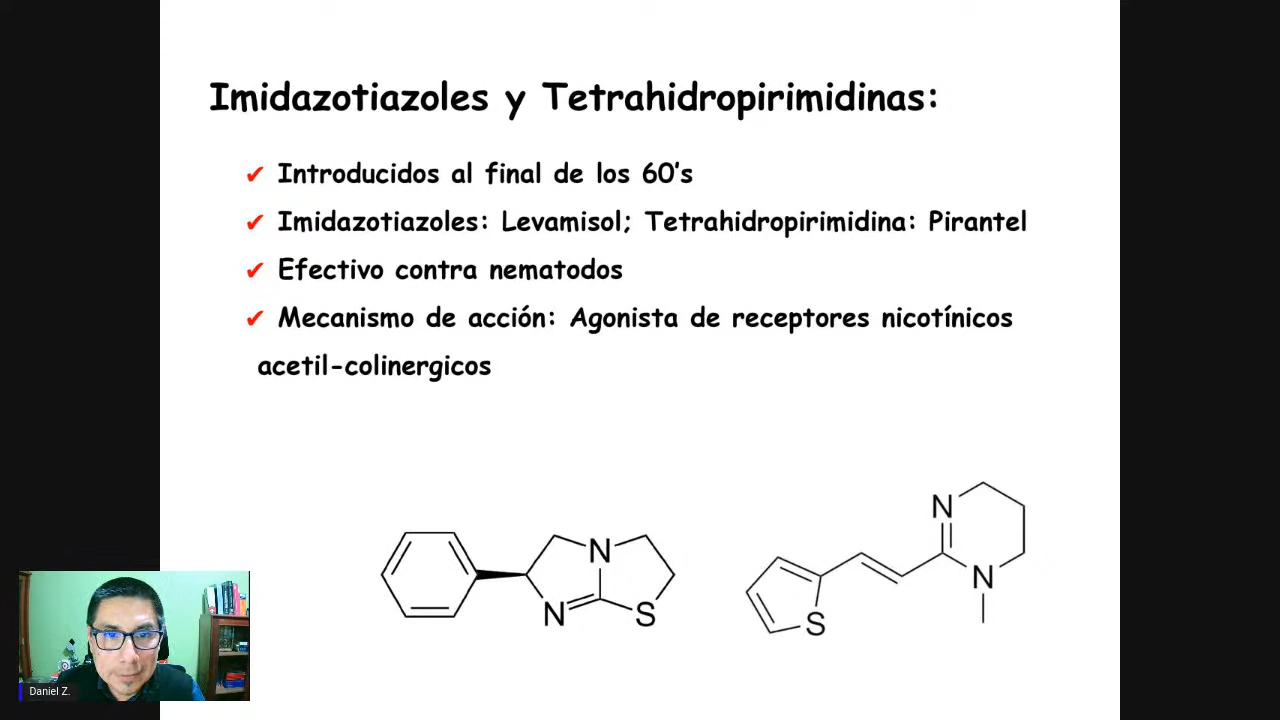 Imidazotiazoles y Tetrahidropirimidinas:
✔ Introducidos al final de los 60's
✔ Imidazotiazoles: Levamisol; Tetrahidropirimidina: Pirantel
✔ Efectivo contra nematodos
✔ Mecanismo de acción: Agonista de receptores nicotínicos
acetil-colinergicos
N
N
S
N
N
S
Daniel Z.